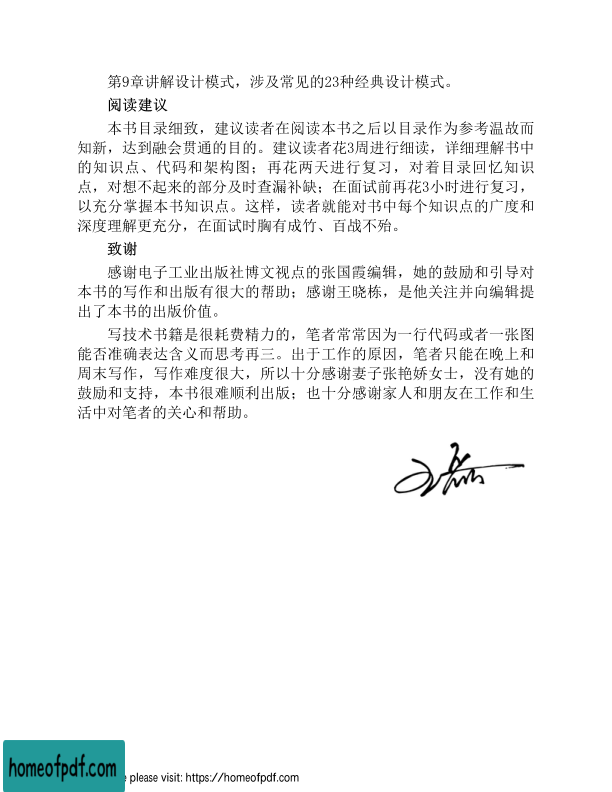 第9章讲解设计模式，涉及常见的23种经典设计模式。
阅读建议
本书目录细致，建议读者在阅读本书之后以目录作为参考温故而
知新，达到融会贯通的目的。建议读者花3周进行细读，详细理解书中
的知识点、代码和架构图；再花两天进行复习，对着目录回忆知识
点，对想不起来的部分及时查漏补缺；在面试前再花3小时进行复习，
以充分掌握本书知识点。这样，读者就能对书中每个知识点的广度和
深度理解更充分，在面试时胸有成竹、百战不殆。
致谢
感谢电子工业出版社博文视点的张国霞编辑，她的鼓励和引导对
本书的写作和出版有很大的帮助；感谢王晓栋，是他关注并向编辑提
出了本书的出版价值。
写技术书籍是很耗费精力的，笔者常常因为一行代码或者一张图
能否准确表达含义而思考再三。出于工作的原因，笔者只能在晚上和
周末写作，写作难度很大，所以十分感谢妻子张艳娇女士，没有她的
鼓励和支持，本书很难顺利出版；也十分感谢家人和朋友在工作和生
活中对笔者的关心和帮助。
homeofpdf.com
e please visit: https://homeofpdf.com